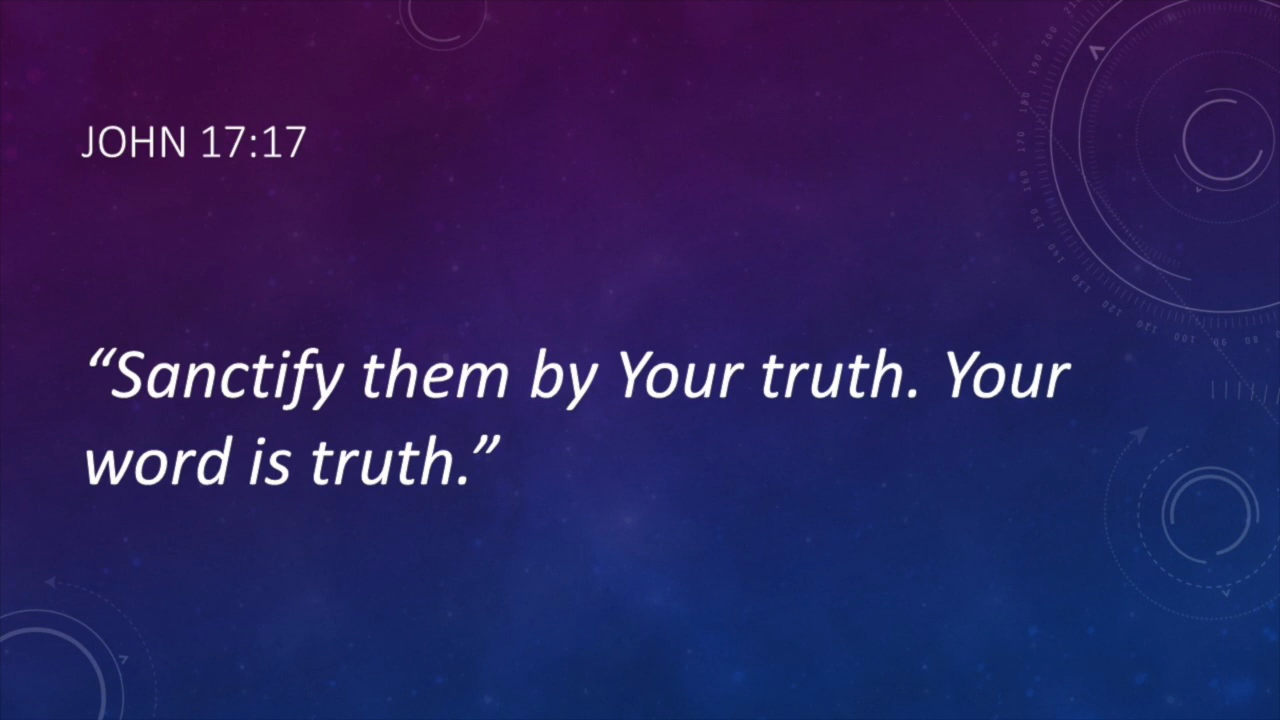 JOHN 17:17
“Sanctify them by Your truth. Your
word is truth.”